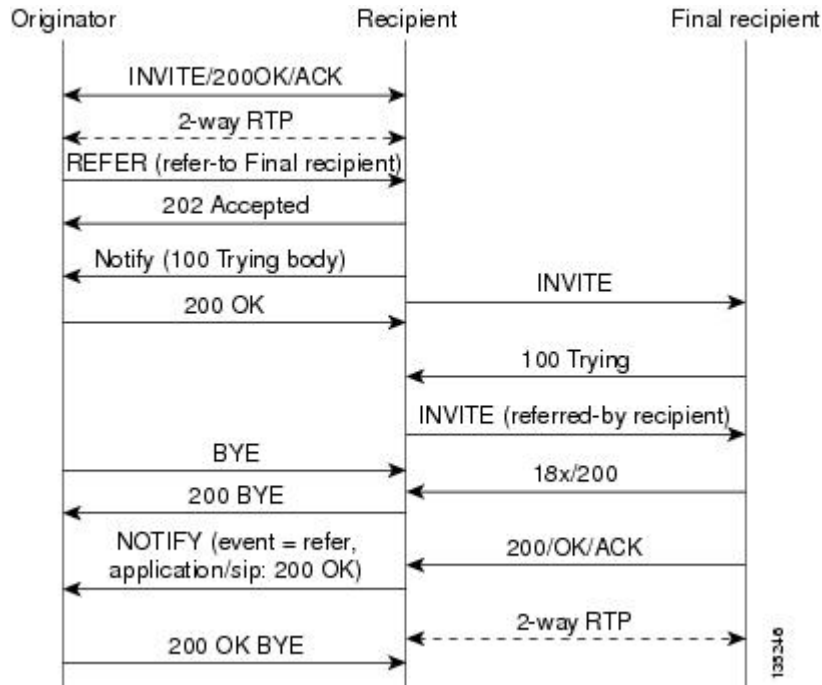 Originator
Recipient
Final recipient
INVITE/200OK/ACK
2-way RTP
REFER (refer-to Final recipient)
202 Accepted
Notify (100 Trying body)
INVITE
200 OK
100 Trying
INVITE (referred-by recipient)
BYE
18x/200
200 BYE
NOTIFY (event = refer,
application/sip: 200 OK)
200/OK/ACK
2-way RTP
200 OK BYE
135246